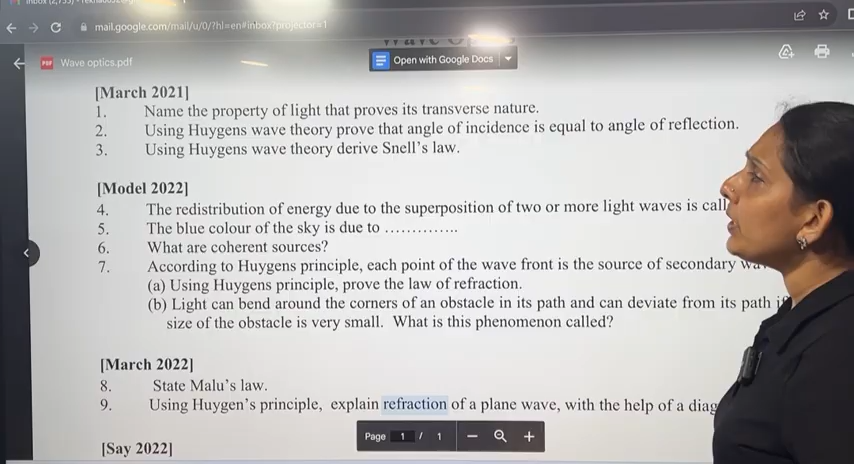 mail.google.com/mail/u/0/?hl=en#inbox?projector=1
PDF Wave optics.pdf
Open with Google Docs
[March 2021]
1. Name the property of light that proves its transverse nature.
2. Using Huygens wave theory prove that angle of incidence is equal to angle of reflection.
3. Using Huygens wave theory derive Snell's law.
[Model 2022]
4. The redistribution of energy due to the superposition of two or more light waves is call
5. The blue colour of the sky is due to …………..
6. What are coherent sources?
7. According to Huygens principle, each point of the wave front is the source of secondary
(a) Using Huygens principle, prove the law of refraction.
(b) Light can bend around the corners of an obstacle in its path and can deviate from its path
size of the obstacle is very small. What is this phenomenon called?
[March 2022]
8. State Malu's law.
9. Using Huygen's principle, explain refraction of a plane wave, with the help of a diag
Page 1 / 1
[Say 2022]